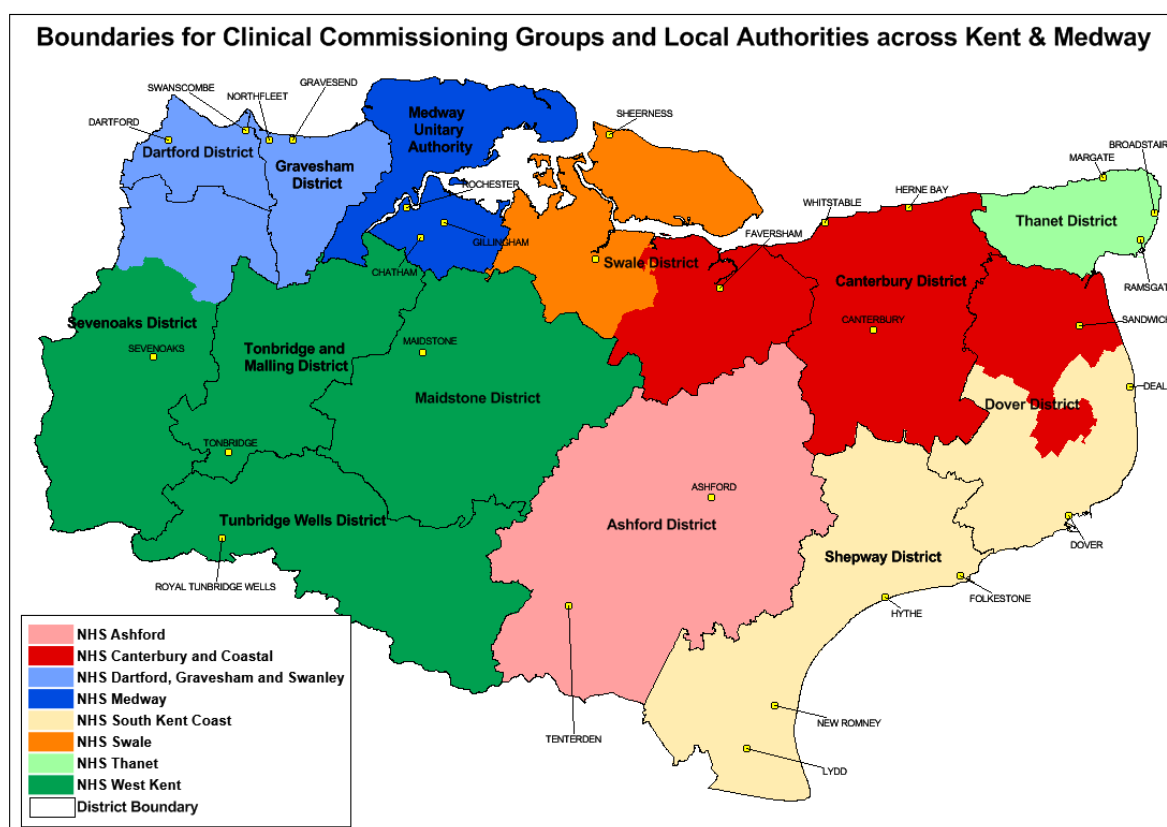 Boundaries for Clinical Commissioning Groups and Local Authorities across Kent & Medway
GRAVESEND
SWANSCOMBE
NORTHFLEET
DARTFORD
Medway
Unitary
Authority
SHEERNESS
Dartford District
Gravesham
District
BROADSTAIR
MARGATE
ROCHESTER
HERNE BAY
WHITSTABLE
Thanet District
FAVERSHAM
GILLINGHAM
CHATHAM
Swale District
Canterbury District
RAMSGAT
Sevenoaks District
SANDWICH
CANTERBURY
MAIDSTONE
Tonbridge and
Malling District
SEVENOAKS
DEAL
Maidstone District
Dover District
TONBRIDGE
ASHFORD
Tunbridge Wells District
Ashford District
DOVER
Shepway District
ROYAL TUNBRIDGE WELLS
FOLKESTONE
HYTHE
NHS Ashford
NHS Canterbury and Coastal
NHS Dartford, Gravesham and Swanley
NHS Medway
NHS South Kent Coast
NHS Swale
NHS Thanet
NHS West Kent
District Boundary
NEW ROMNEY
TENTERDEN
LYDD